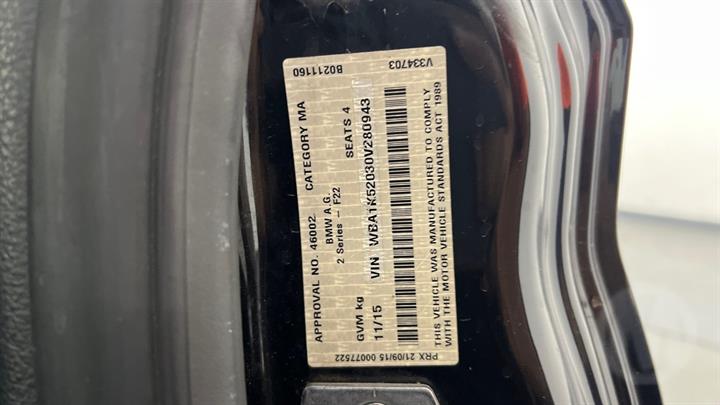 APPROVAL NO. 46002 CATEGORY MA B0211160
BMW A.G.
2 Series - F22
GVM kg SEATS 4
11/15
VIN WBA1K52030V280943
THIS VEHICLE WAS MANUFACTURED TO COMPLY
WITH THE MOTOR VEHICLE STANDARDS ACT 1989
PRX 21/09/15 00077522 V334703